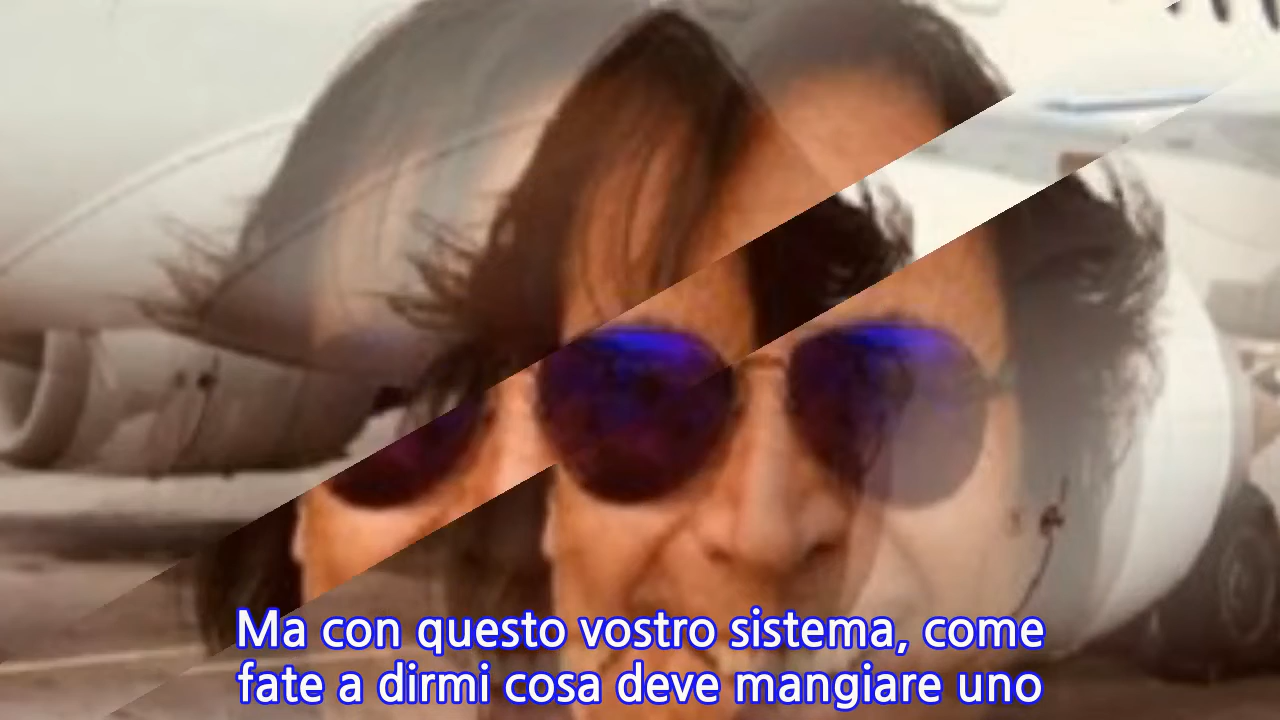 Ma con questo vostro sistema, come
fate a dirmi cosa deve mangiare uno